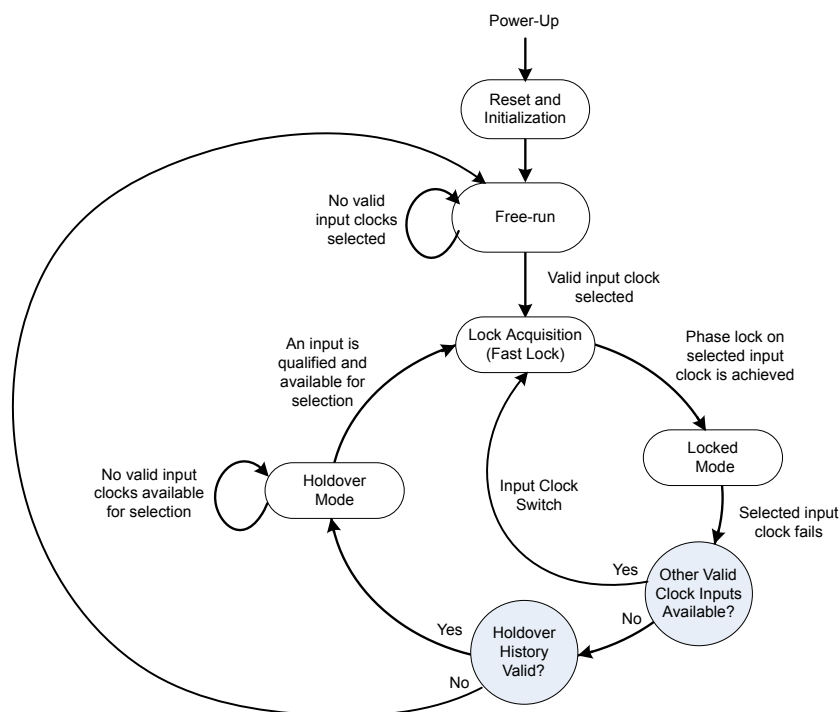 Power-Up
Reset and
Initialization
No valid
input clocks
selected
Free-run
Valid input clock
selected
An input is
qualified and
available for
selection
Lock Acquisition
(Fast Lock)
Phase lock on
selected input
clock is achieved
No valid input
clocks available
for selection
Holdover
Mode
Input Clock
Switch
Locked
Mode
Selected input
clock fails
Yes
Other Valid
Clock Inputs
Available?
No
Yes
Holdover
History
Valid?
No